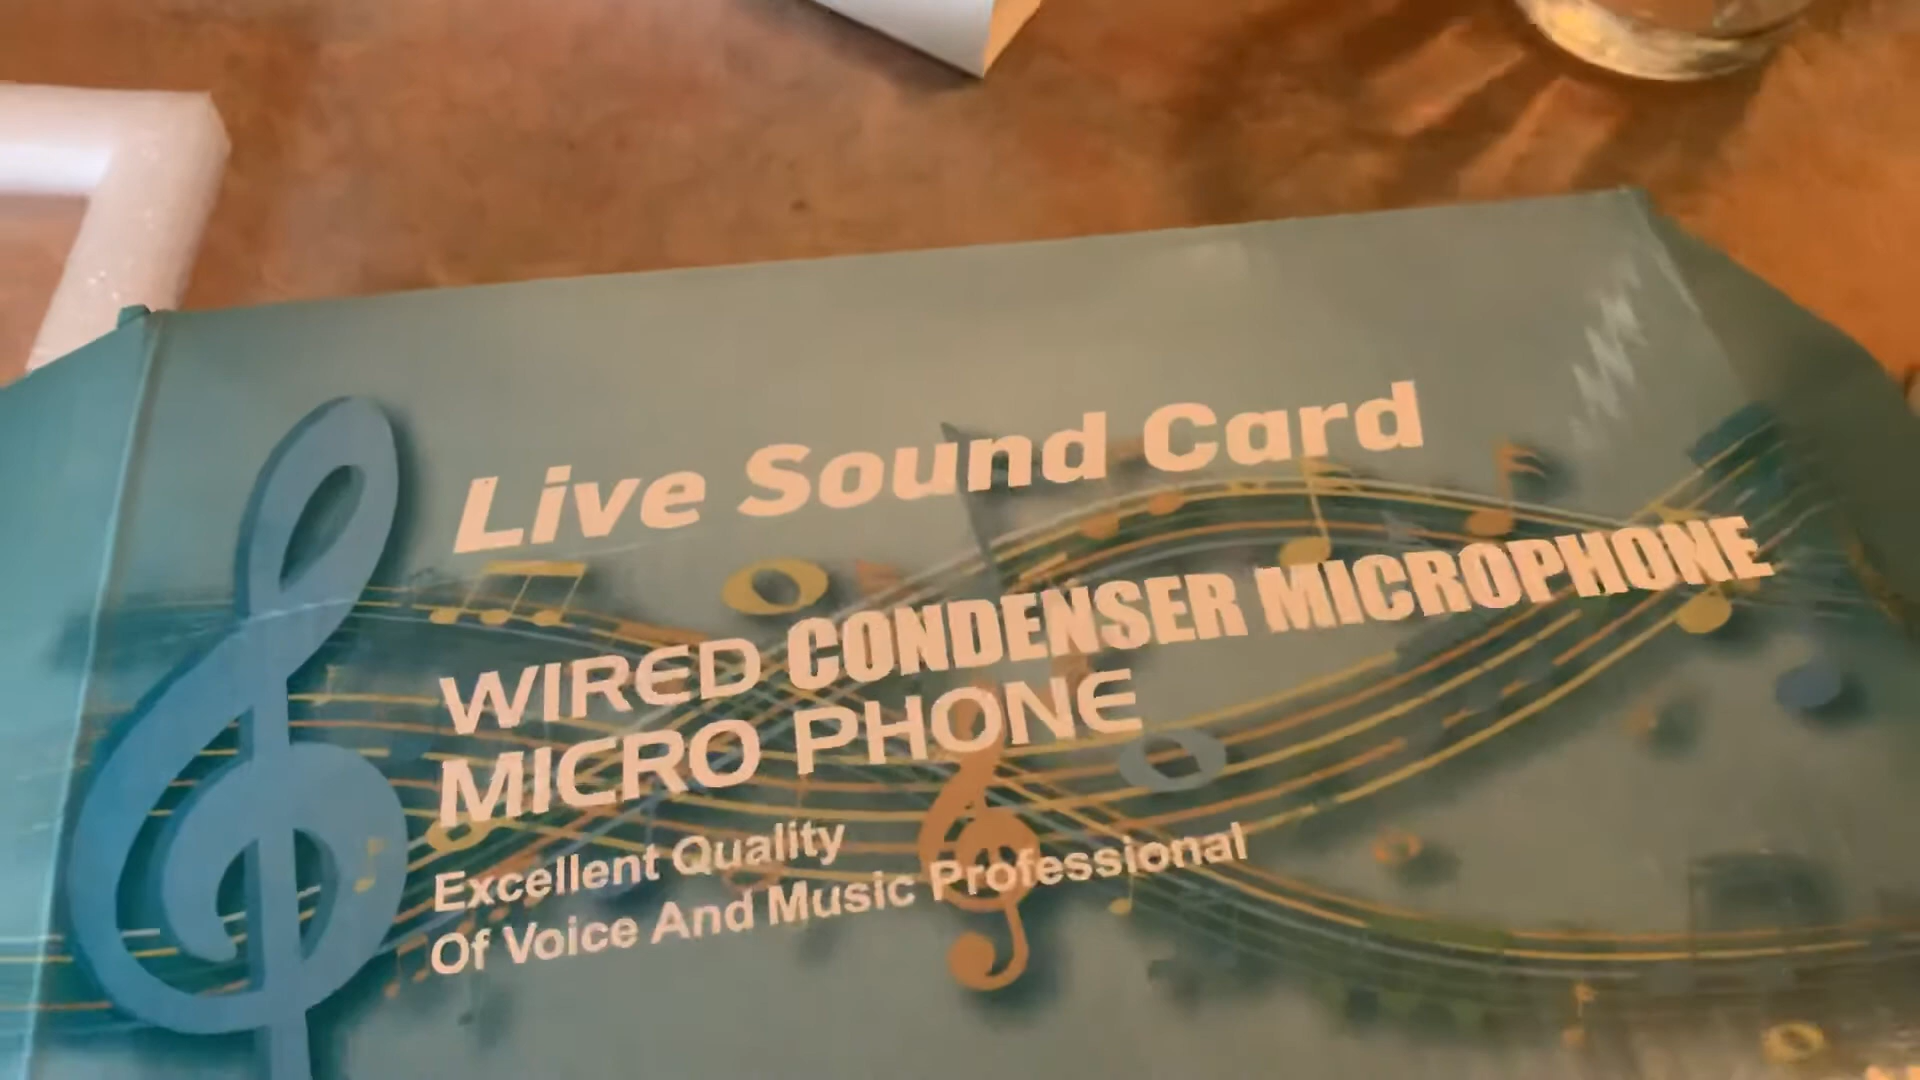 Live Sound Card
WIRED CONDENSER MICROPHONE
MICRO PHONE
Excellent Quality
Of Voice And Music Professional